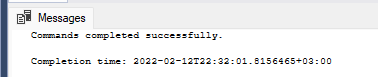 Messages
Commands completed successfully.
Completion time: 2022-02-12T22:32:01.8156465+03:00